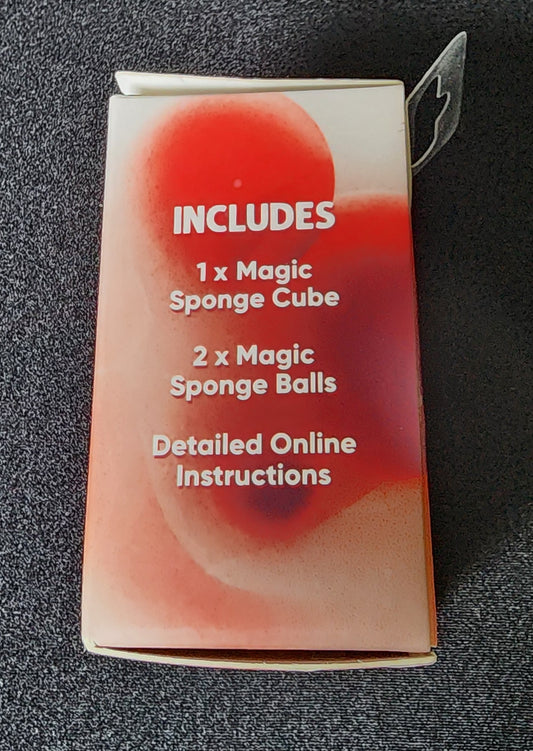 INCLUDES
1 x Magic
Sponge Cube
2 x Magic
Sponge Balls
Detailed Online
Instructions